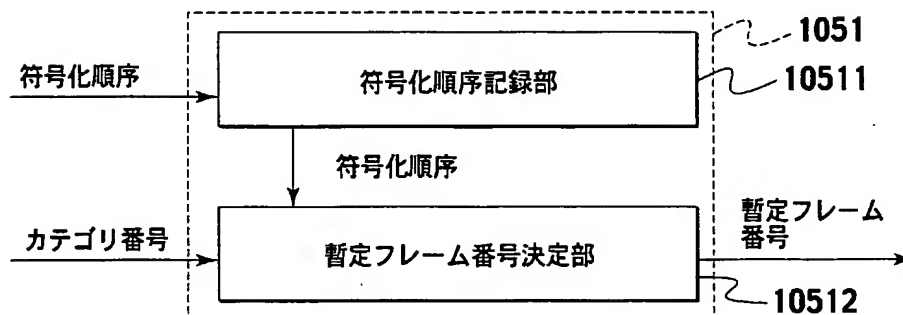 1051
符号化順序
符号化順序記録部
10511
符号化順序
カテゴリ番号
暫定フレーム番号決定部
暫定フレーム
番号
10512